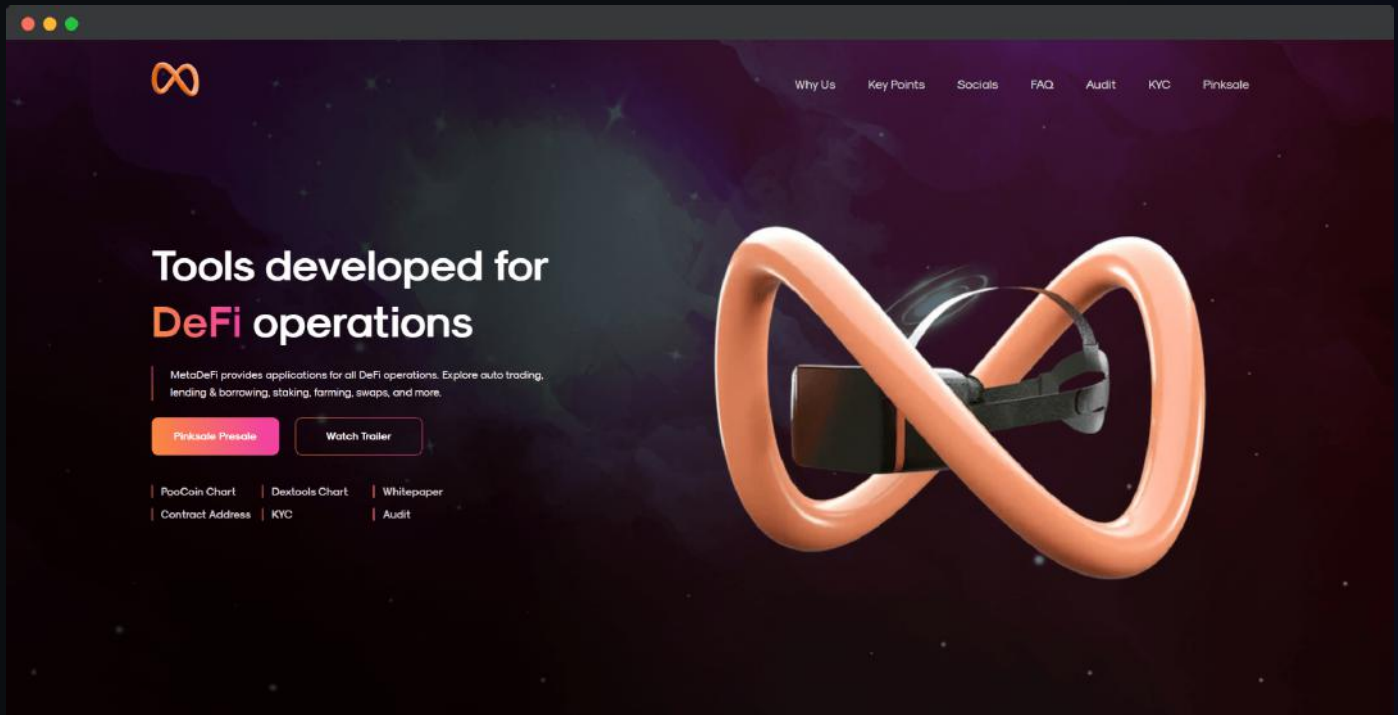 Why Us Key Points Socials FAQ Audit KYC Pinksale
Tools developed for
DeFi operations
MetaDeFi provides applications for all DeFi operations. Explore auto trading,
lending & borrowing, staking, farming, swaps, and more.
Pinksale Presale Watch Trailer
PooCoin Chart Dextools Chart Whitepaper
Contract Address KYC Audit